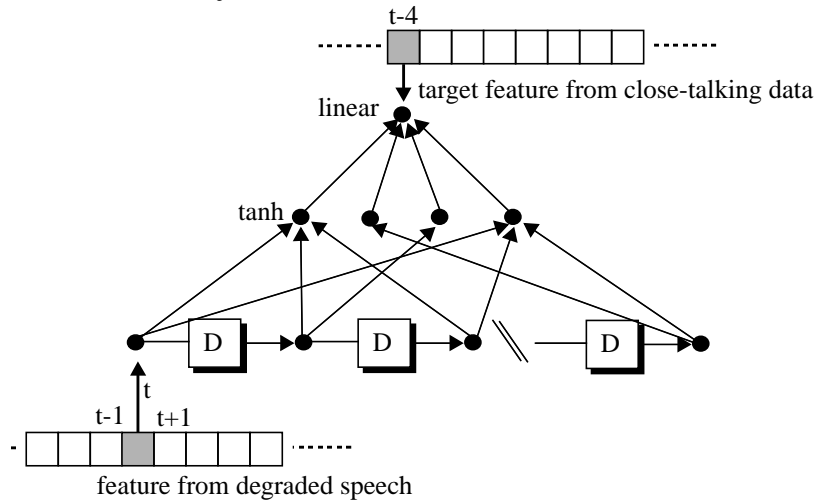 t-4
target feature from close-talking data
linear
tanh
D D D
t
t-1 t+1
feature from degraded speech